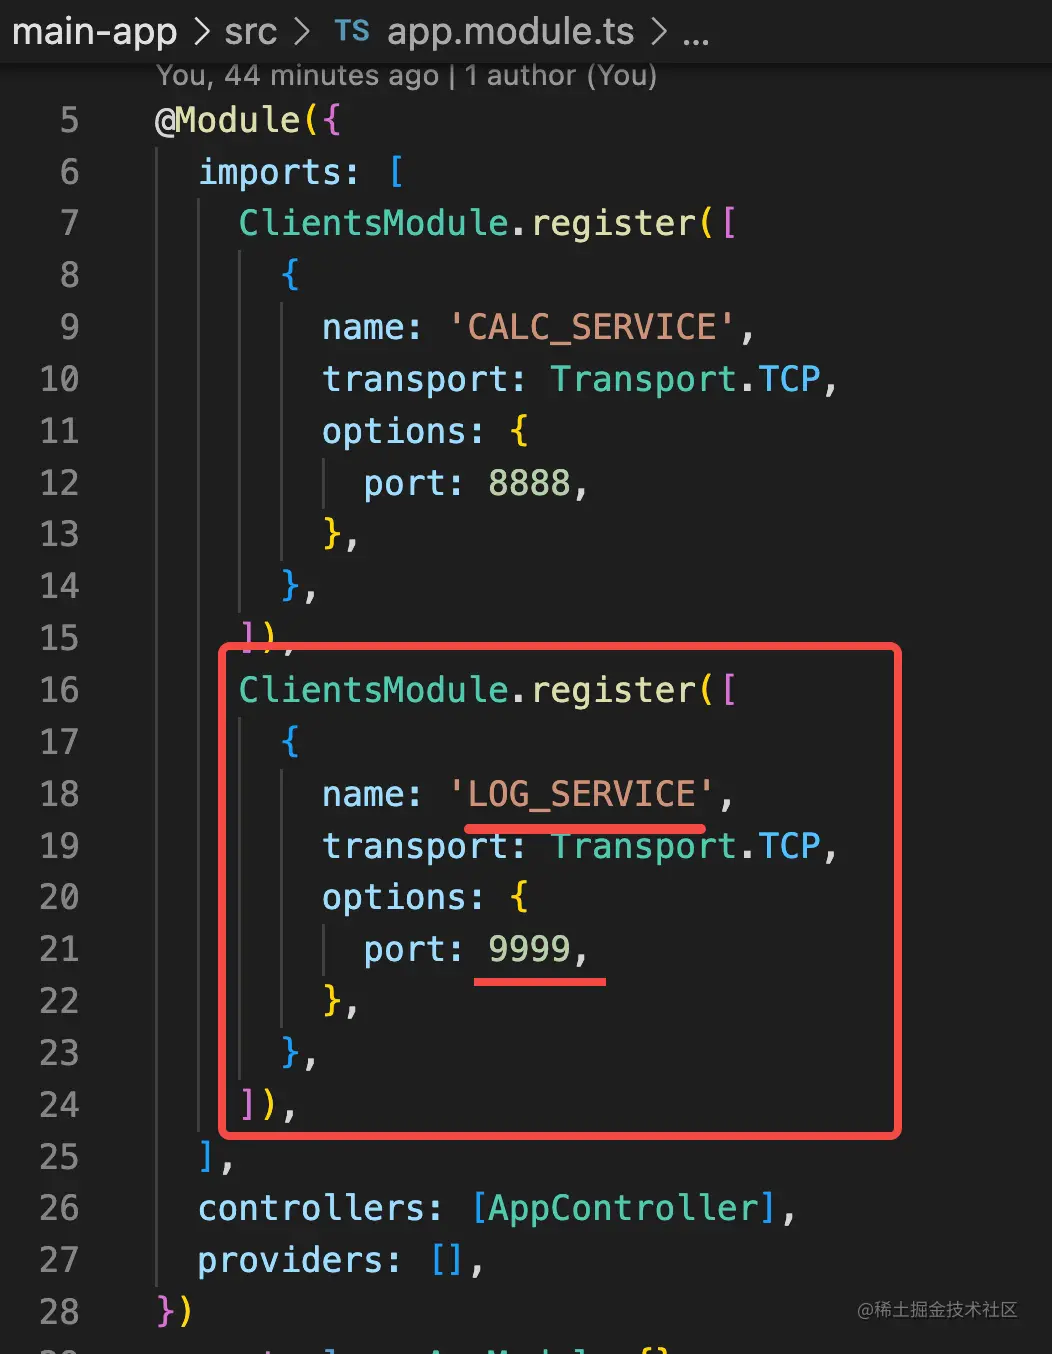 main-app > src > TS app.module.ts > ...
You, 44 minutes ago | 1 author (You)
5 @Module({
6 imports: [
7 ClientsModule.register([
8 {
9 name: 'CALC_SERVICE',
10 transport: Transport.TCP,
11 options: {
12 port: 8888,
13 },
14 },
15 ]),
16 ClientsModule.register([
17 {
18 name: 'LOG_SERVICE',
19 transport: Transport.TCP,
20 options: {
21 port: 9999,
22 },
23 },
24 ]),
25 ],
26 controllers: [AppController],
27 providers: [],
28 })
@稀土掘金技术社区